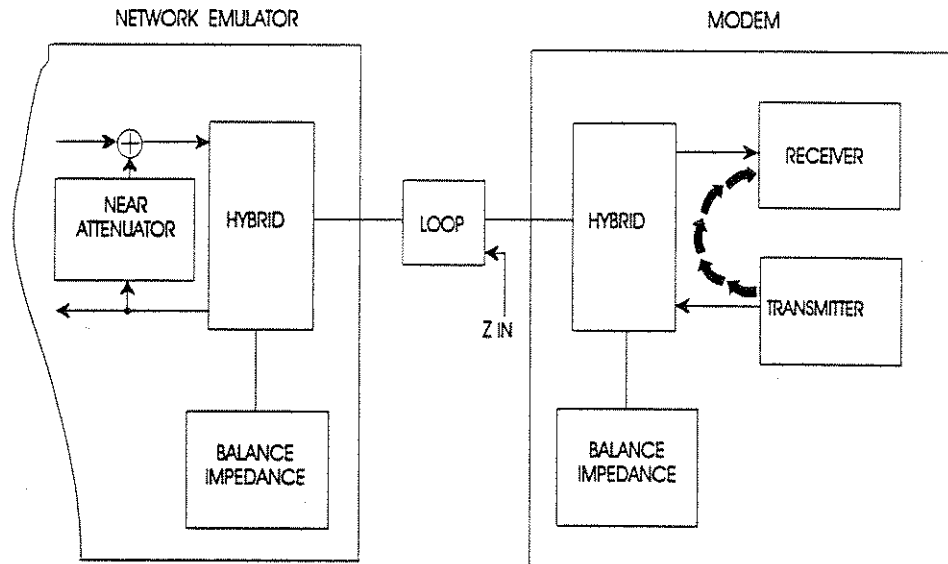 NETWORK EMULATOR
MODEM
NEAR
ATTENUATOR
HYBRID
LOOP
Z IN
HYBRID
RECEIVER
TRANSMITTER
BALANCE
IMPEDANCE
BALANCE
IMPEDANCE